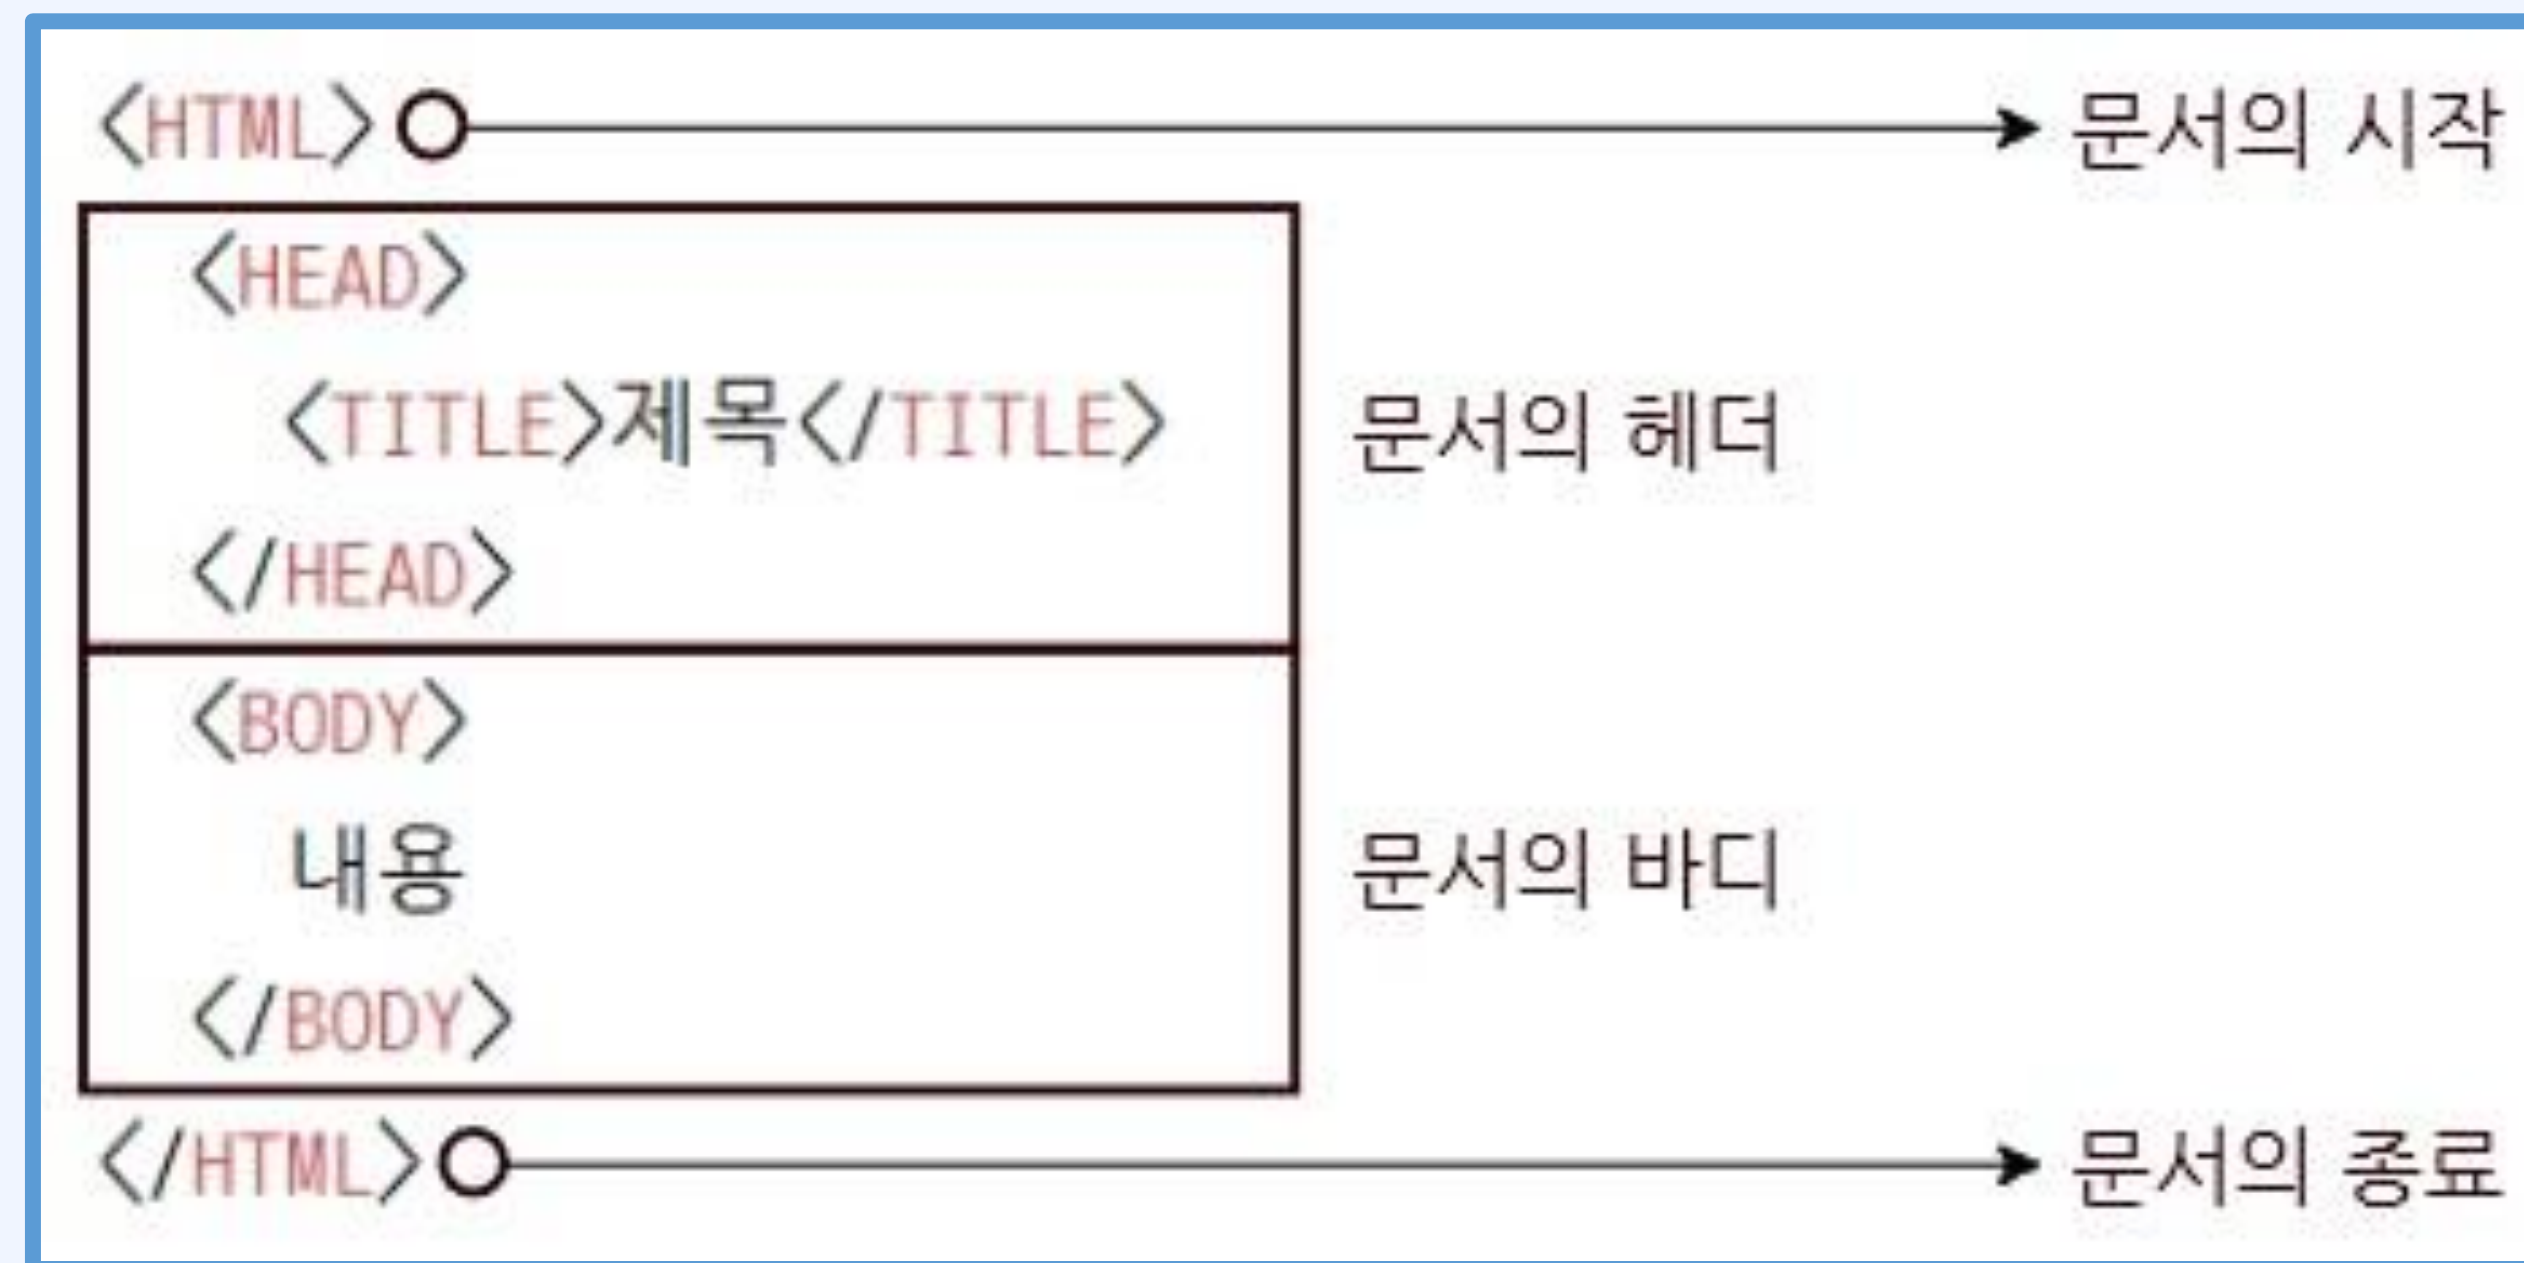 <HTML> 문서의 시작
<HEAD>
<TITLE>제목</TITLE> 문서의 헤더
</HEAD>
<BODY>
내용 문서의 바디
</BODY>
</HTML> 문서의 종료